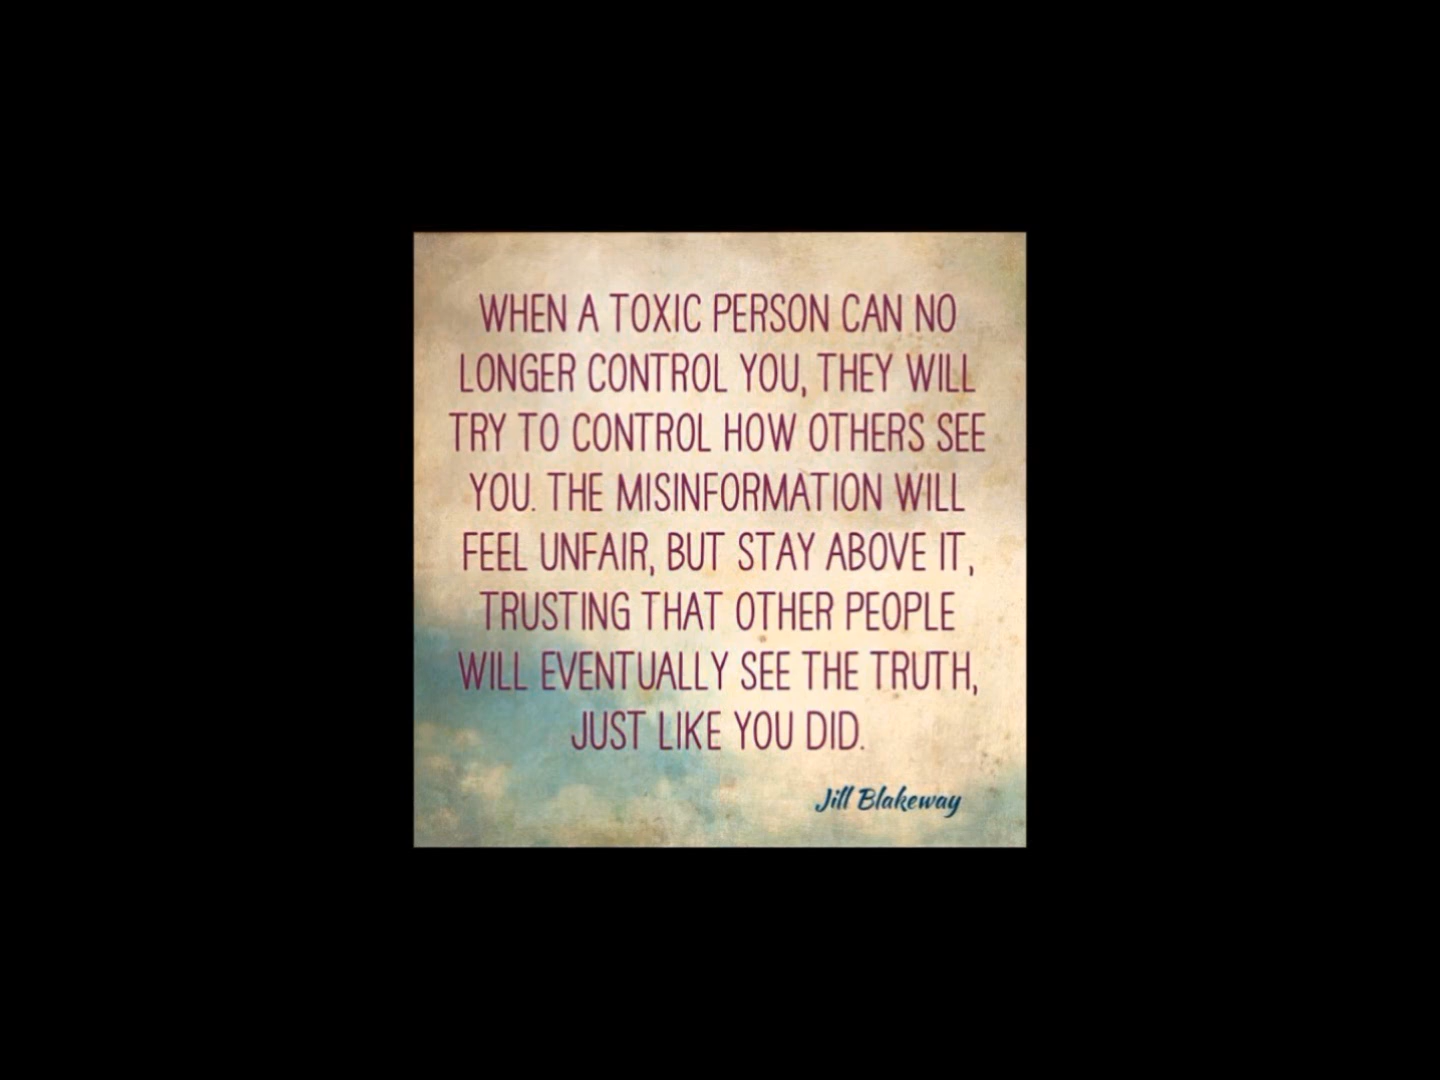 WHEN A TOXIC PERSON CAN NO
LONGER CONTROL YOU, THEY WILL
TRY TO CONTROL HOW OTHERS SEE
YOU. THE MISINFORMATION WILL
FEEL UNFAIR, BUT STAY ABOVE IT,
TRUSTING THAT OTHER PEOPLE
WILL EVENTUALLY SEE THE TRUTH,
JUST LIKE YOU DID.
Jill Blakeway